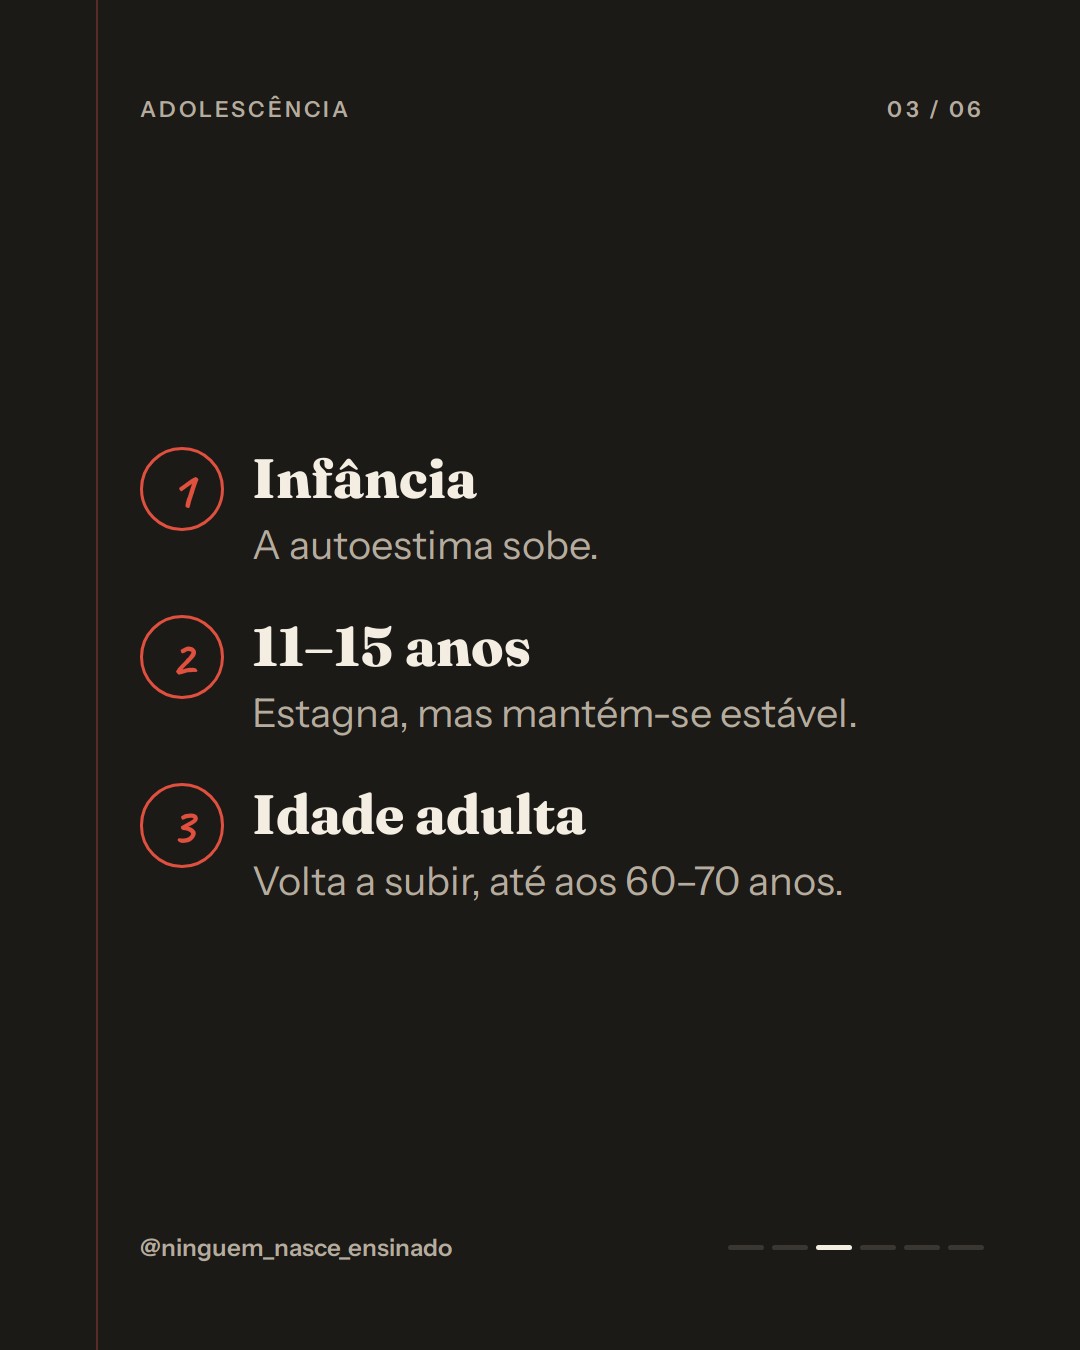 ADOLESCÊNCIA
03 / 06
1
Infância
A autoestima sobe.
2
11–15 anos
Estagna, mas mantém-se estável.
3
Idade adulta
Volta a subir, até aos 60–70 anos.
@ninguem_nasce_ensinado